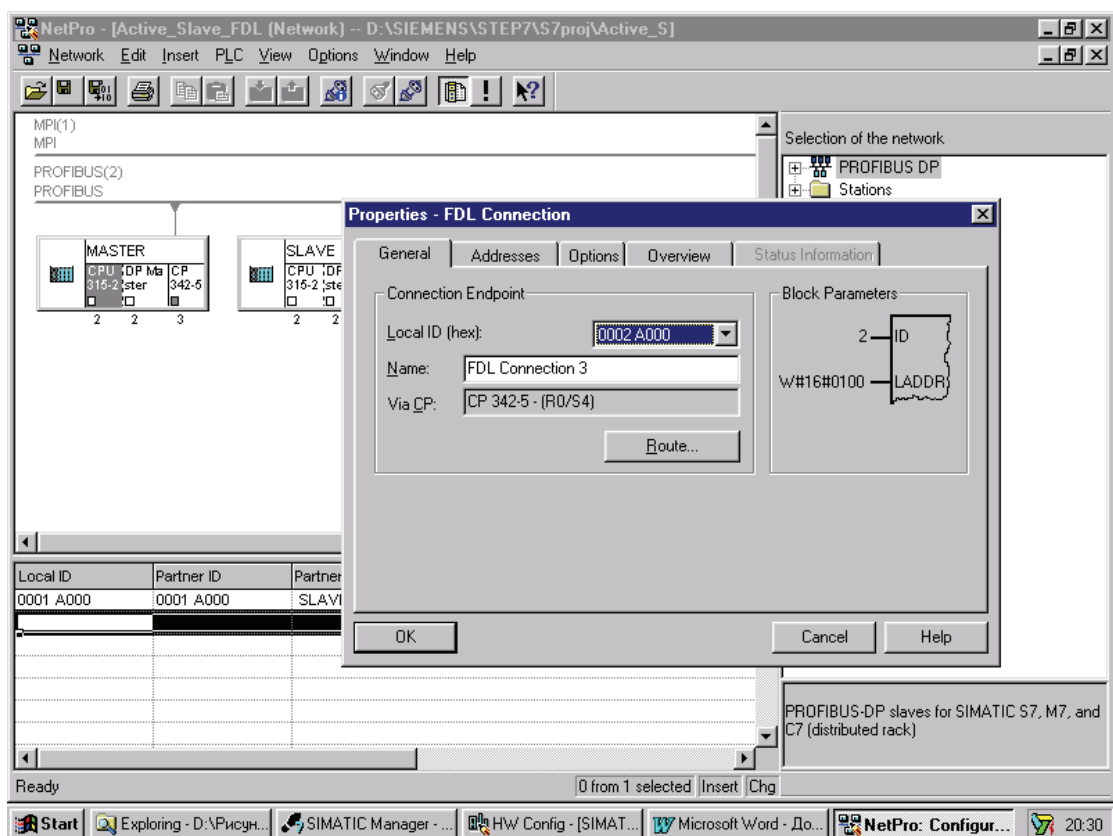 NetPro - [Active_Slave_FDL (Network) -- D:\SIEMENS\STEP7\S7proj\Active_S]
Network Edit Insert PLC View Options Window Help
MPI(1)
MPI
PROFIBUS(2)
PROFIBUS
MASTER
CPU 315-2
DP Ma ster
CP 342-5
2 2 3
SLAVE
CPU 315-2
DP ste
2 2
Selection of the network
PROFIBUS DP
Stations
Properties - FDL Connection
General Addresses Options Overview Status Information
Connection Endpoint
Local ID (hex): 0002 A000
Name: FDL Connection 3
Via CP: CP 342-5 - (R0/S4)
Route...
Block Parameters
2 ID
W#16#0100 LADDR
OK Cancel Help
Local ID Partner ID Partner
0001 A000 0001 A000 SLAV
PROFIBUS-DP slaves for SIMATIC S7, M7, and
C7 (distributed rack)
Ready 0 from 1 selected Insert Chg
Start Exploring - D:\Рисун... SIMATIC Manager - ... HW Config - [SIMAT... Microsoft Word - До... NetPro: Configur... 20:30